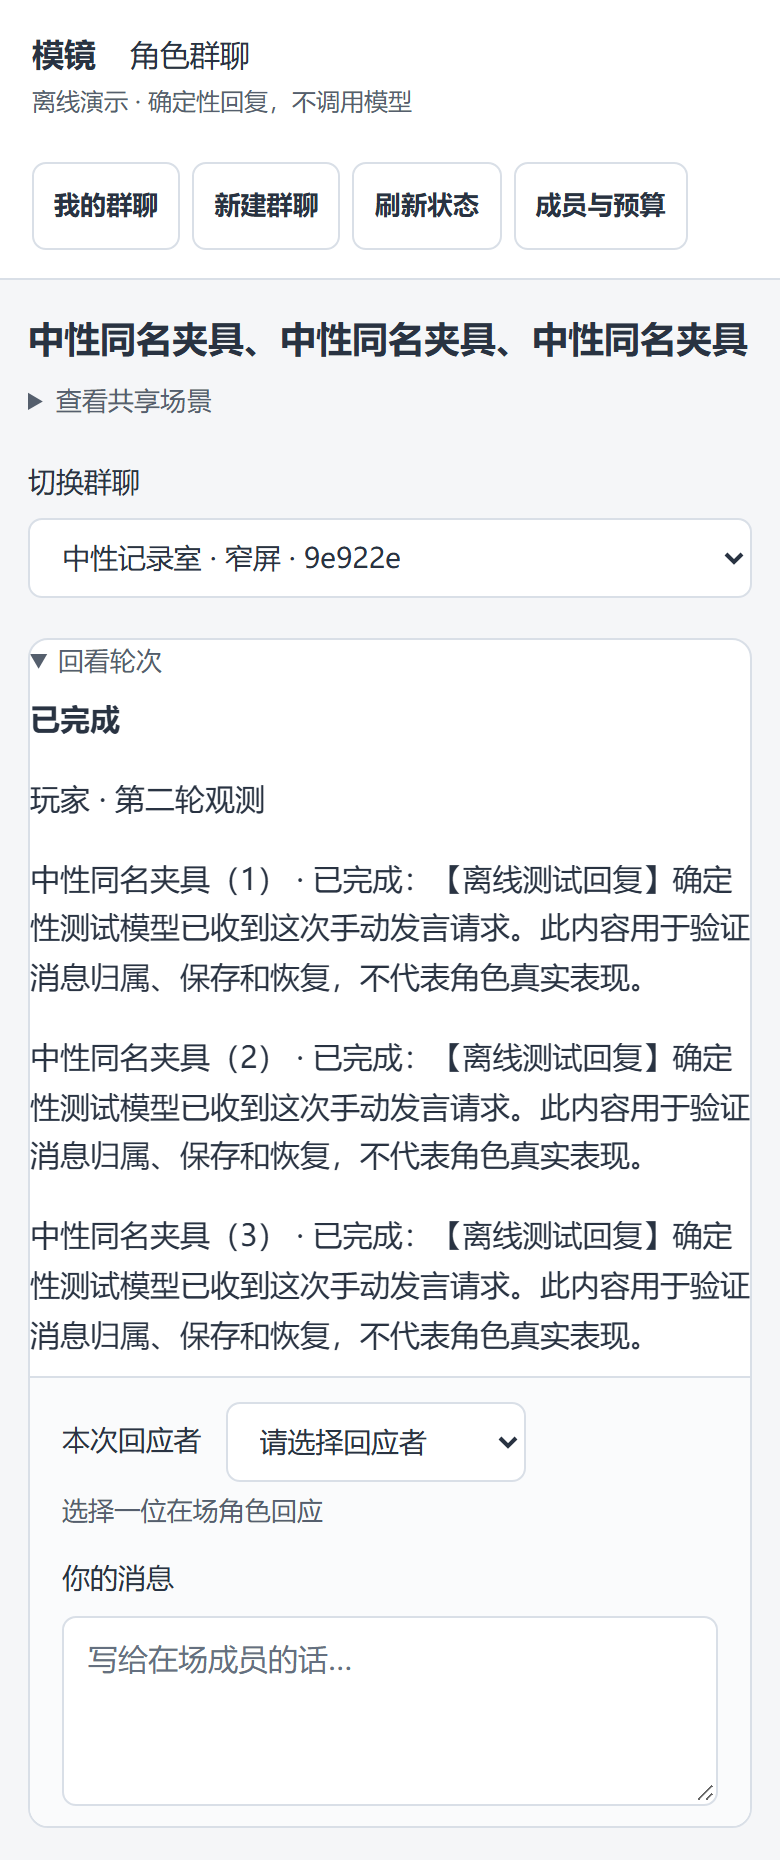 模镜 角色群聊
离线演示 · 确定性回复，不调用模型
我的群聊 新建群聊 刷新状态 成员与预算
中性同名夹具、中性同名夹具、中性同名夹具
查看共享场景
切换群聊
中性记录室 · 窄屏 · 9e922e
回看轮次
已完成
玩家 · 第二轮观测
中性同名夹具（1） · 已完成：【离线测试回复】确定
性测试模型已收到这次手动发言请求。此内容用于验证
消息归属、保存和恢复，不代表角色真实表现。
中性同名夹具（2） · 已完成：【离线测试回复】确定
性测试模型已收到这次手动发言请求。此内容用于验证
消息归属、保存和恢复，不代表角色真实表现。
中性同名夹具（3） · 已完成：【离线测试回复】确定
性测试模型已收到这次手动发言请求。此内容用于验证
消息归属、保存和恢复，不代表角色真实表现。
本次回应者 请选择回应者
选择一位在场角色回应
你的消息
写给在场成员的话…